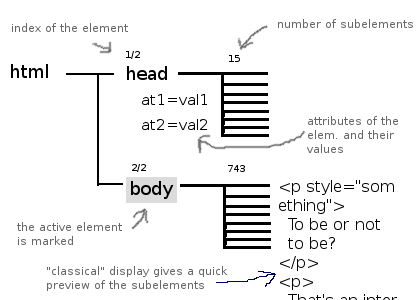 index of the element
number of subelements
1/2
15
html
head
at1=val1
at2=val2
attributes of the
elem. and their
values
2/2
743
body
<p style="som
ething">
To be or not
to be?
</p>
<p>
That's an inter
the active element
is marked
"classical" display gives a quick
preview of the subelements